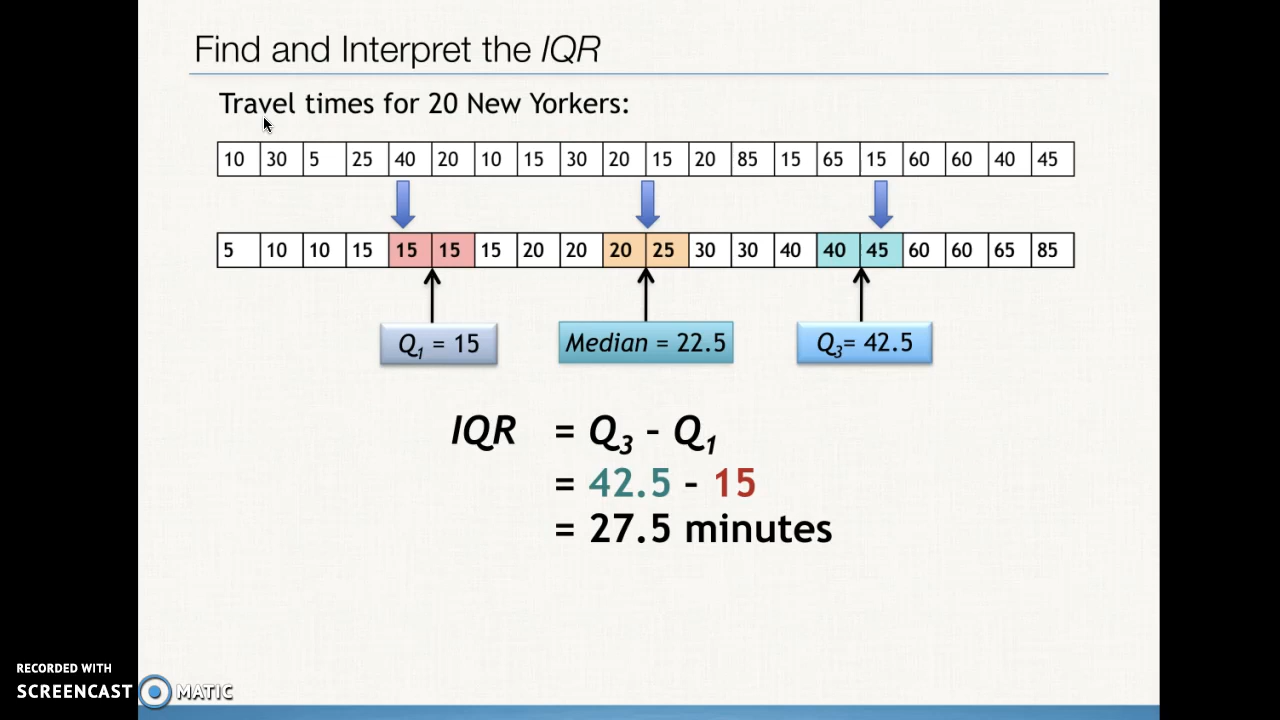 Find and Interpret the IQR
Travel times for 20 New Yorkers:
10 30 5 25 40 20 10 15 30 20 15 20 85 15 65 15 60 60 40 45
5 10 10 15 15 15 15 20 20 20 25 30 30 40 40 45 60 60 65 85
Q1 = 15 Median = 22.5 Q3= 42.5
IQR = Q3 – Q1
= 42.5 – 15
= 27.5 minutes
RECORDED WITH
SCREENCAST MATIC